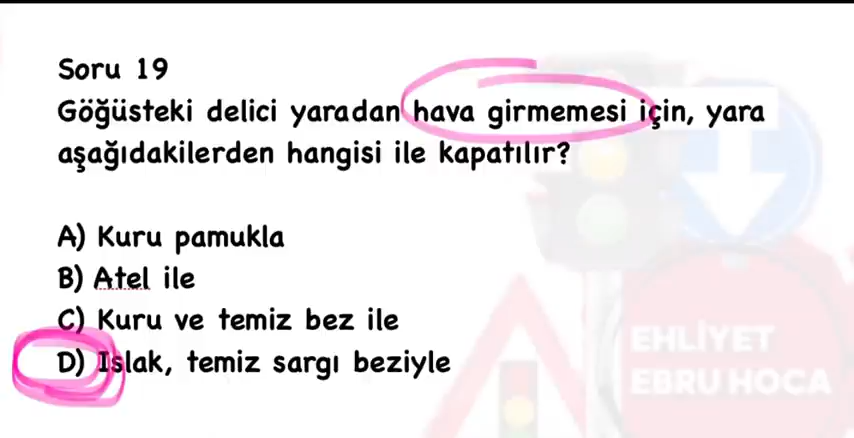 Soru 19
Göğüsteki delici yaradan hava girmemesi için, yara
aşağıdakilerden hangisi ile kapatılır?
A) Kuru pamukla
B) Atel ile
C) Kuru ve temiz bez ile
D) Islak, temiz sargı beziyle
EHLİYET
EBRU HOCA